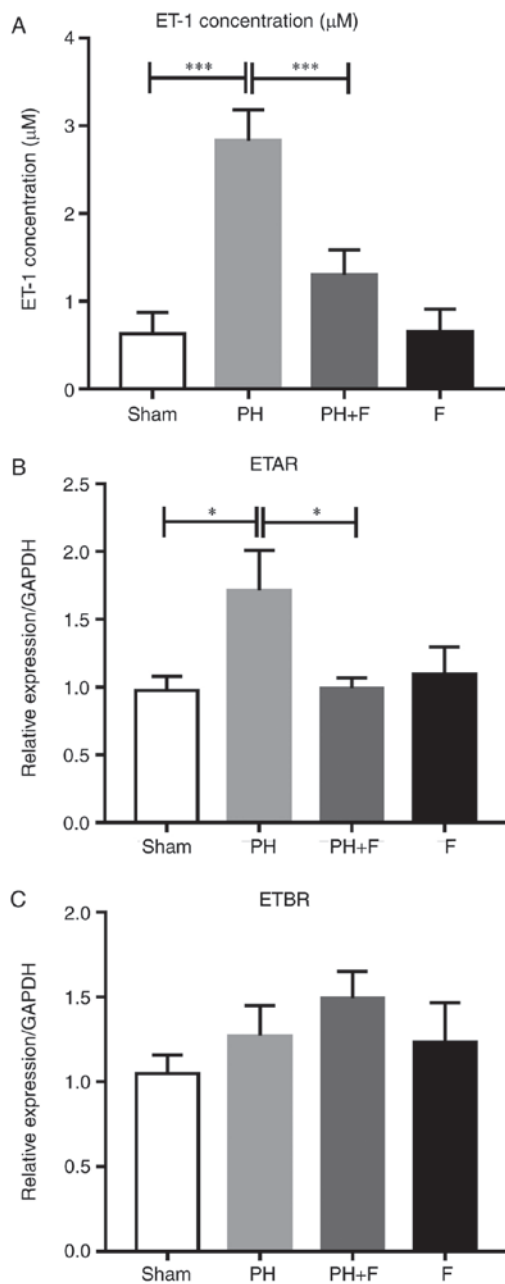 A
ET-1 concentration (μM)
ET-1 concentration (μM)
4
3
2
1
0
***
***
Sham PH PH+F F
B
ETAR
Relative expression/GAPDH
2.5
2.0
1.5
1.0
0.5
0.0
*
*
Sham PH PH+F F
C
ETBR
Relative expression/GAPDH
2.0
1.5
1.0
0.5
0.0
Sham PH PH+F F